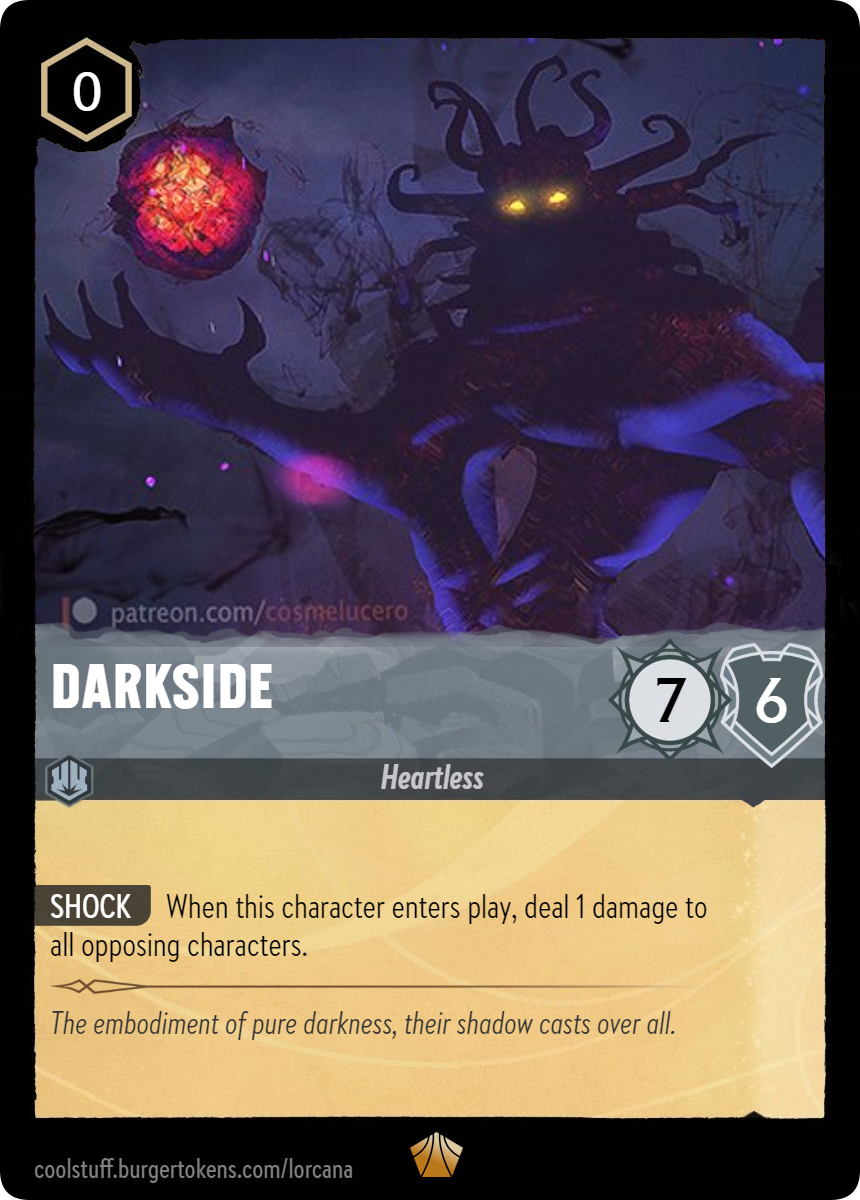 0
patreon.com/cosmelucero
DARKSIDE
7
6
Heartless
SHOCK When this character enters play, deal 1 damage to
all opposing characters.
The embodiment of pure darkness, their shadow casts over all.
coolstuff.burgertokens.com/lorcana